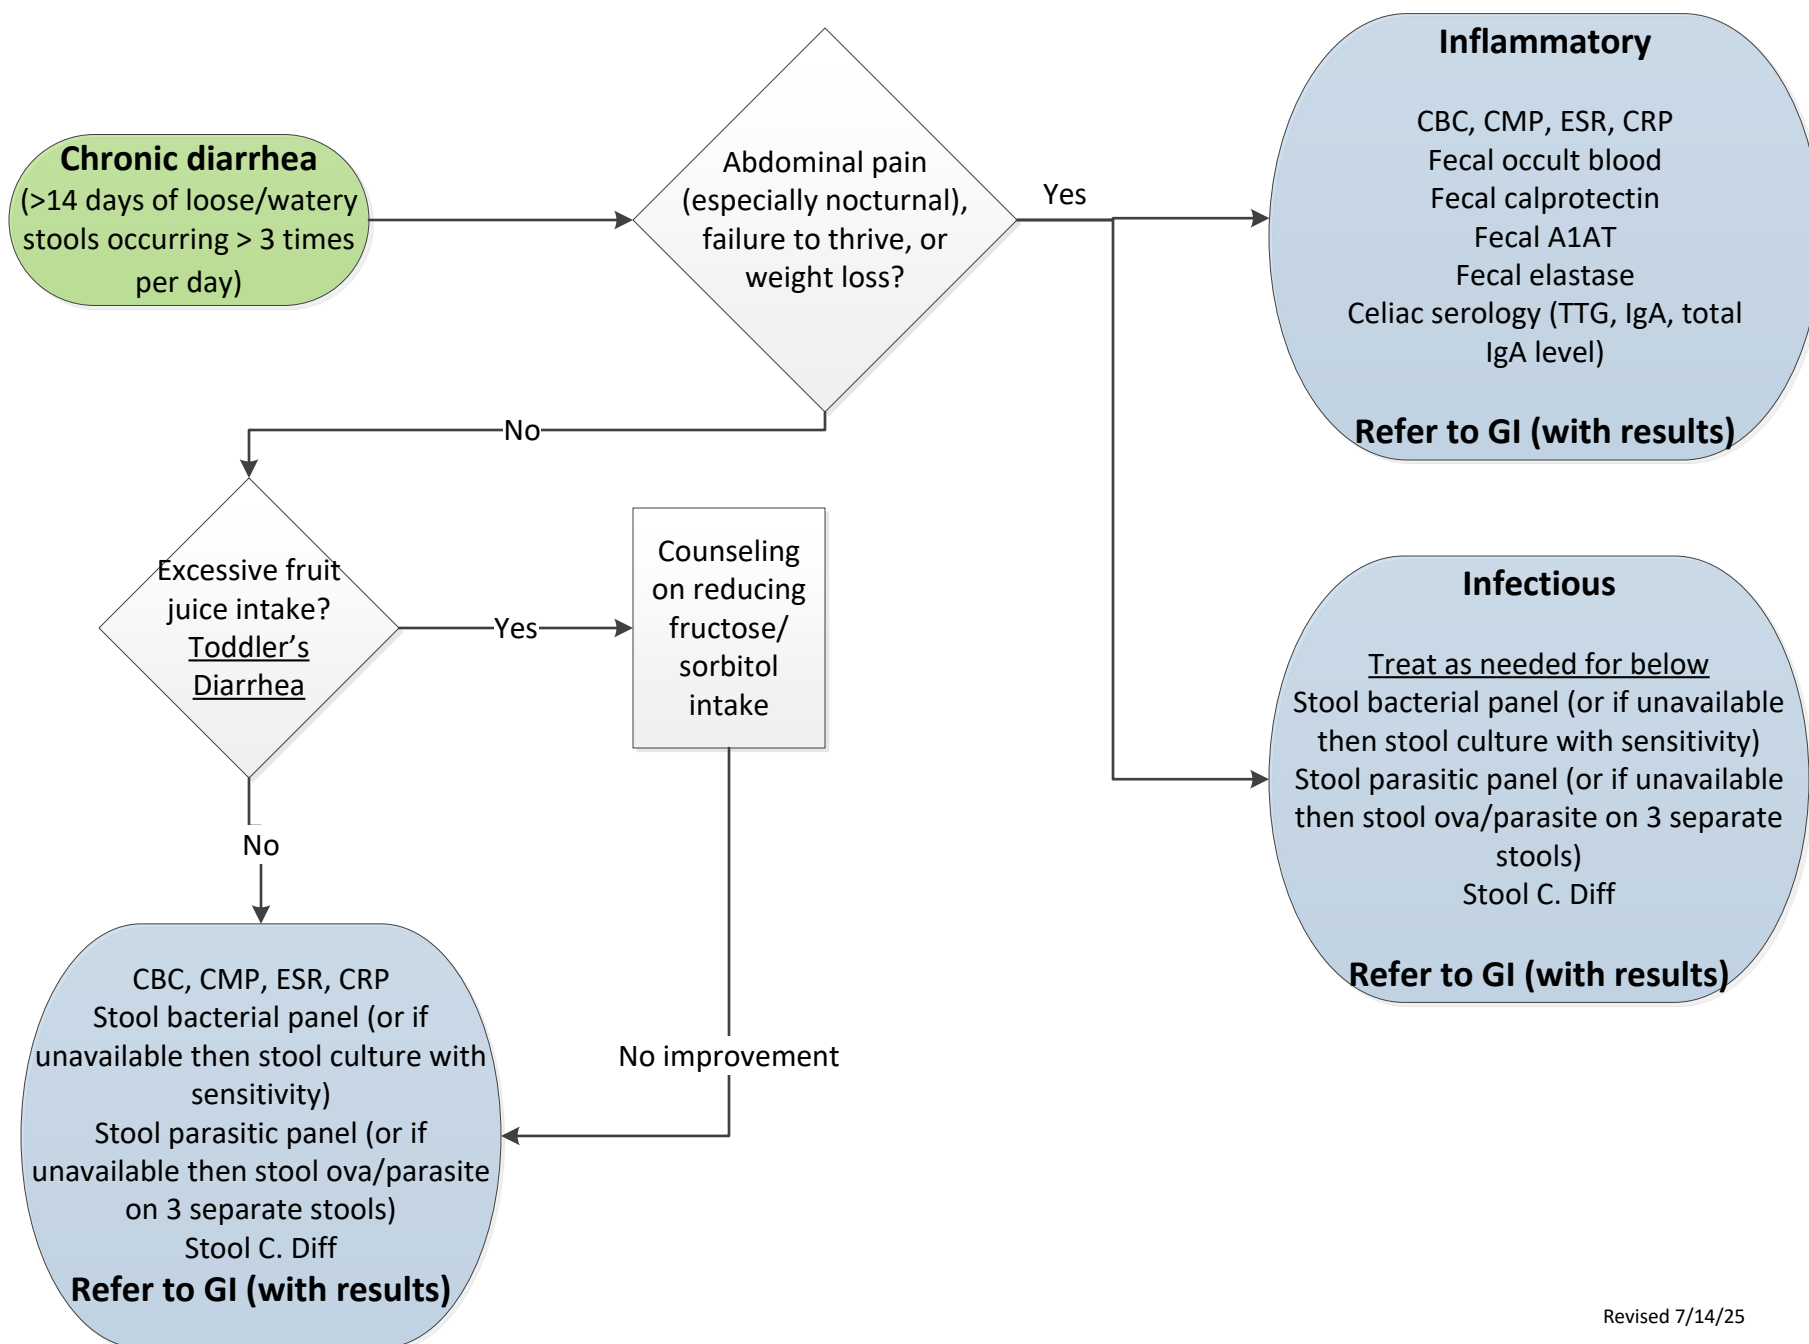 Chronic diarrhea
(>14 days of loose/watery
stools occurring > 3 times
per day)
Abdominal pain
(especially nocturnal),
failure to thrive, or
weight loss?
Yes
Inflammatory
CBC, CMP, ESR, CRP
Fecal occult blood
Fecal calprotectin
Fecal A1AT
Fecal elastase
Celiac serology (TTG, IgA, total
IgA level)
Refer to GI (with results)
No
Excessive fruit
juice intake?
Toddler’s
Diarrhea
Yes
Counseling
on reducing
fructose/
sorbitol
intake
Infectious
Treat as needed for below
Stool bacterial panel (or if unavailable
then stool culture with sensitivity)
Stool parasitic panel (or if unavailable
then stool ova/parasite on 3 separate
stools)
Stool C. Diff
Refer to GI (with results)
No
No improvement
CBC, CMP, ESR, CRP
Stool bacterial panel (or if
unavailable then stool culture with
sensitivity)
Stool parasitic panel (or if
unavailable then stool ova/parasite
on 3 separate stools)
Stool C. Diff
Refer to GI (with results)
Revised 7/14/25